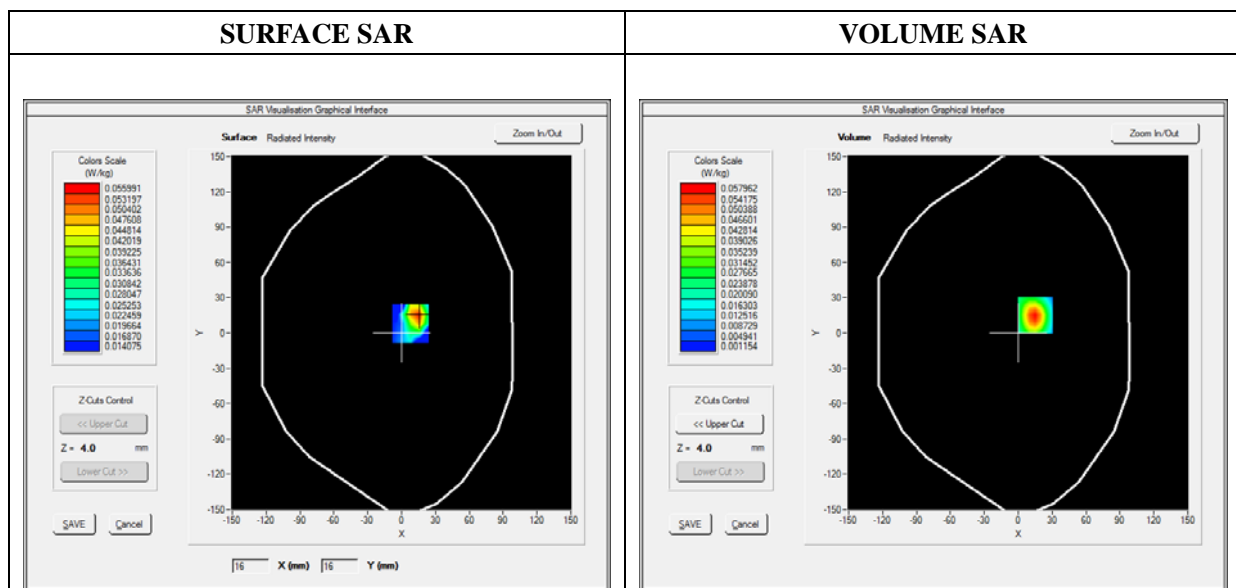 SURFACE SAR
SAR Visualisation Graphical Interface
Surface Radiated Intensity
Zoom In/Out
Colors Scale
(W/kg)
0.055991
0.053197
0.050402
0.047608
0.044814
0.042019
0.039225
0.036431
0.033636
0.030842
0.028047
0.025253
0.022459
0.019664
0.016870
0.014075
Z-Cuts Control
<< Upper Cut
Z = 4.0 mm
Lower Cut >>
SAVE Cancel
150
120
90
60
30
0
-30
-60
-90
-120
-150
Y
-150 -120 -90 -60 -30 0 30 60 90 120 150
X
16 X (mm) 16 Y (mm)
VOLUME SAR
SAR Visualisation Graphical Interface
Volume Radiated Intensity
Zoom In/Out
Colors Scale
(W/kg)
0.057962
0.054175
0.050388
0.046601
0.042814
0.039026
0.035239
0.031452
0.027665
0.023878
0.020090
0.016303
0.012516
0.008729
0.004941
0.001154
Z-Cuts Control
<< Upper Cut
Z = 4.0 mm
Lower Cut >>
SAVE Cancel
150
120
90
60
30
0
-30
-60
-90
-120
-150
Y
-150 -120 -90 -60 -30 0 30 60 90 120 150
X